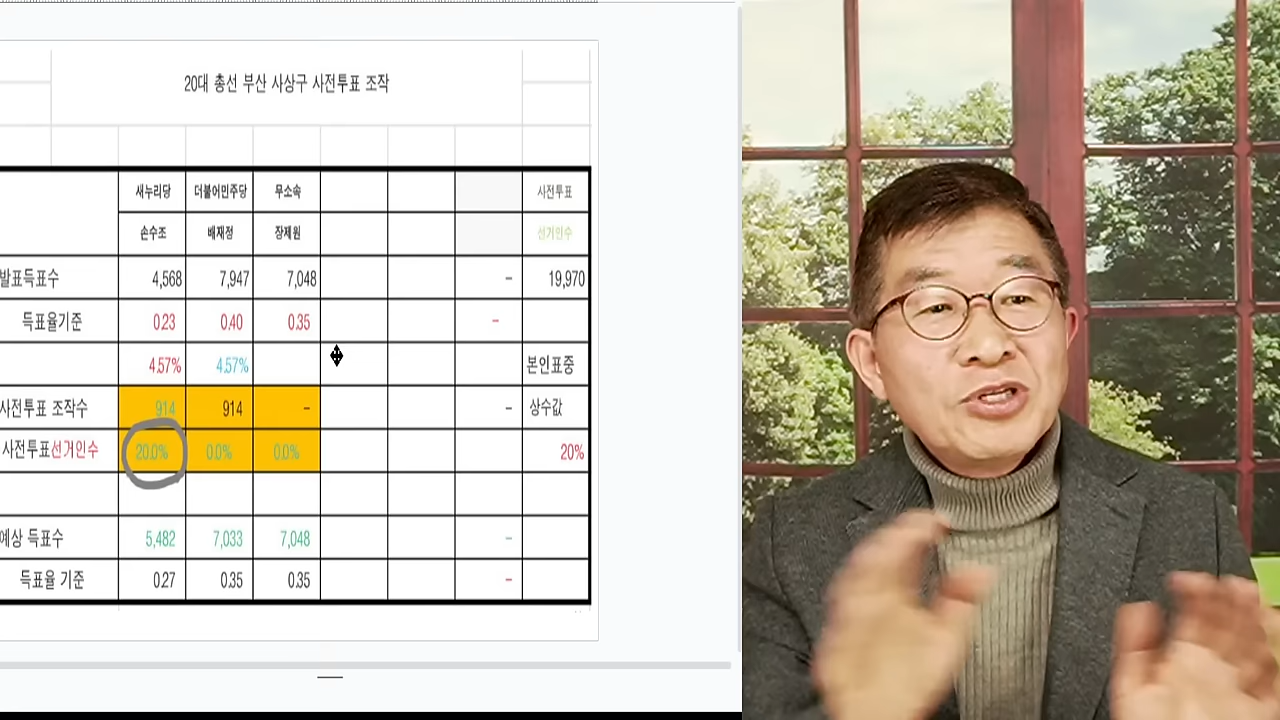 20대 총선 부산 사상구 사전투표 조작
새누리당 더불어민주당 무소속 사전투표
손수조 배재정 장제원 선거인수
발표득표수 4,568 7,947 7,048 - 19,970
득표율기준 0.23 0.40 0.35 -
4.57% 4.57% 본인표중
사전투표 조작수 914 914 - - 상수값
사전투표선거인수 20.0% 0.0% 0.0% 20%
예상 득표수 5,482 7,033 7,048 -
득표율 기준 0.27 0.35 0.35 -